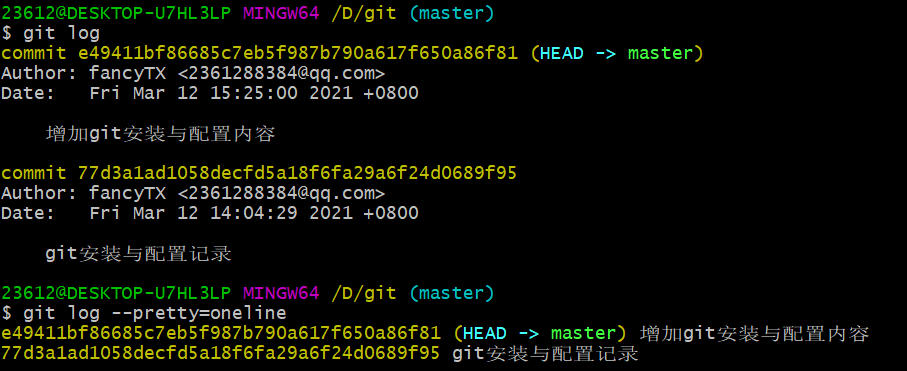 23612@DESKTOP-U7HL3LP MINGW64 /D/git (master)
$ git log
commit e49411bf86685c7eb5f987b790a617f650a86f81 (HEAD -> master)
Author: fancyTX <2361288384@qq.com>
Date:   Fri Mar 12 15:25:00 2021 +0800
增加git安装与配置内容
commit 77d3a1ad1058decfd5a18f6fa29a6f24d0689f95
Author: fancyTX <2361288384@qq.com>
Date:   Fri Mar 12 14:04:29 2021 +0800
git安装与配置记录
23612@DESKTOP-U7HL3LP MINGW64 /D/git (master)
$ git log --pretty=oneline
e49411bf86685c7eb5f987b790a617f650a86f81 (HEAD -> master) 增加git安装与配置内容
77d3a1ad1058decfd5a18f6fa29a6f24d0689f95 git安装与配置记录